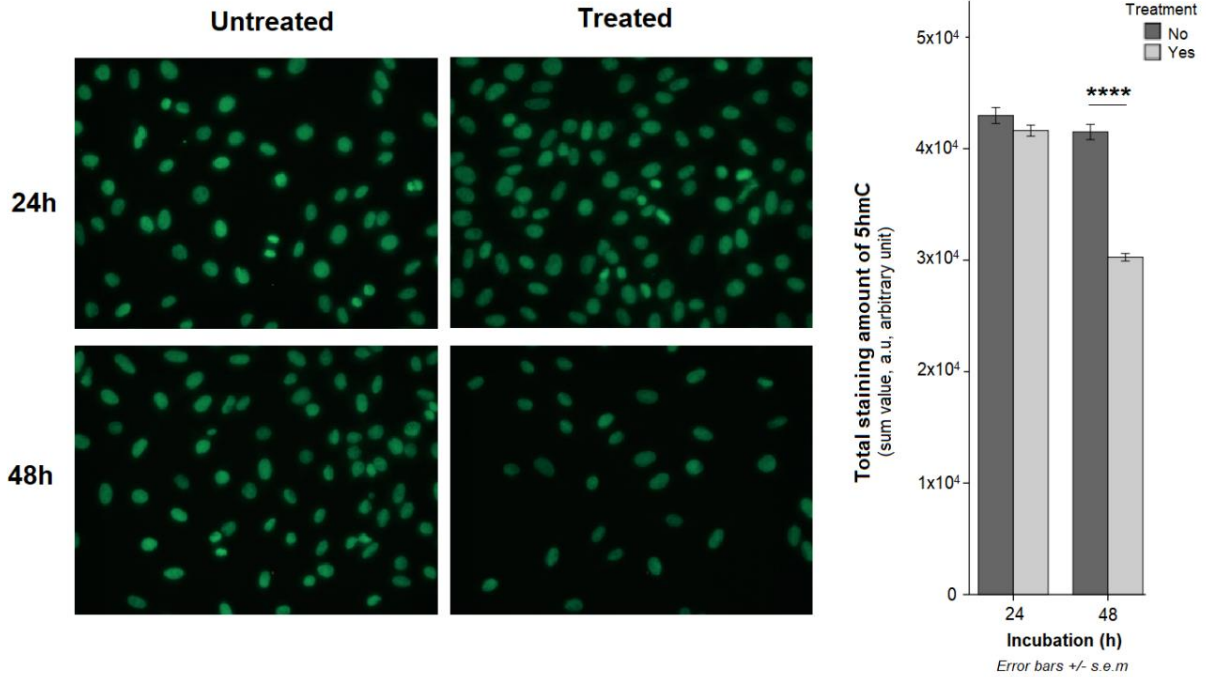 Untreated
Treated
24h
48h
Treatment
No
Yes
5x10⁴
4x10⁴
3x10⁴
2x10⁴
1x10⁴
0
Total staining amount of 5hmC
(sum value, a.u, arbitrary unit)
****
24
48
Incubation (h)
Error bars +/- s.e.m